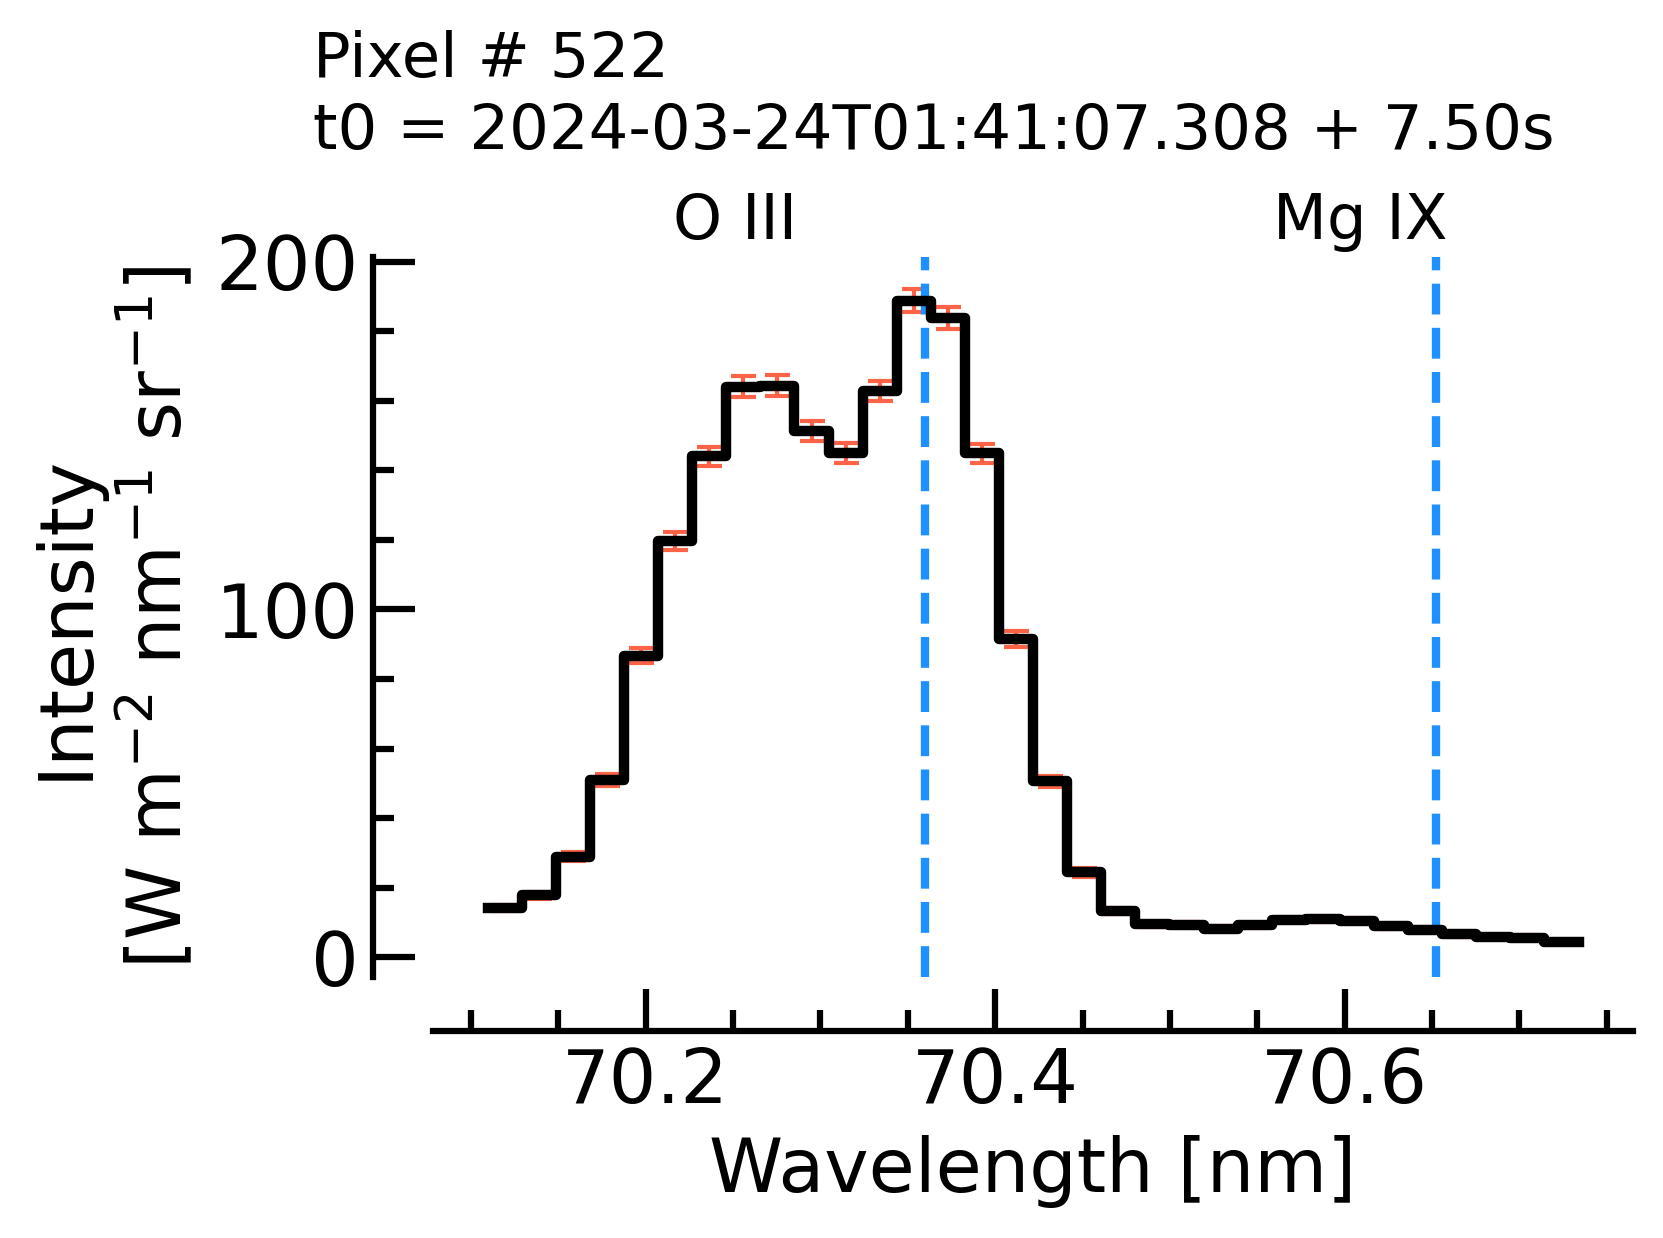 Pixel # 522
t0 = 2024-03-24T01:41:07.308 + 7.50s
O III
Mg IX
Intensity
[W m⁻² nm⁻¹ sr⁻¹]
200
100
0
70.2
70.4
70.6
Wavelength [nm]